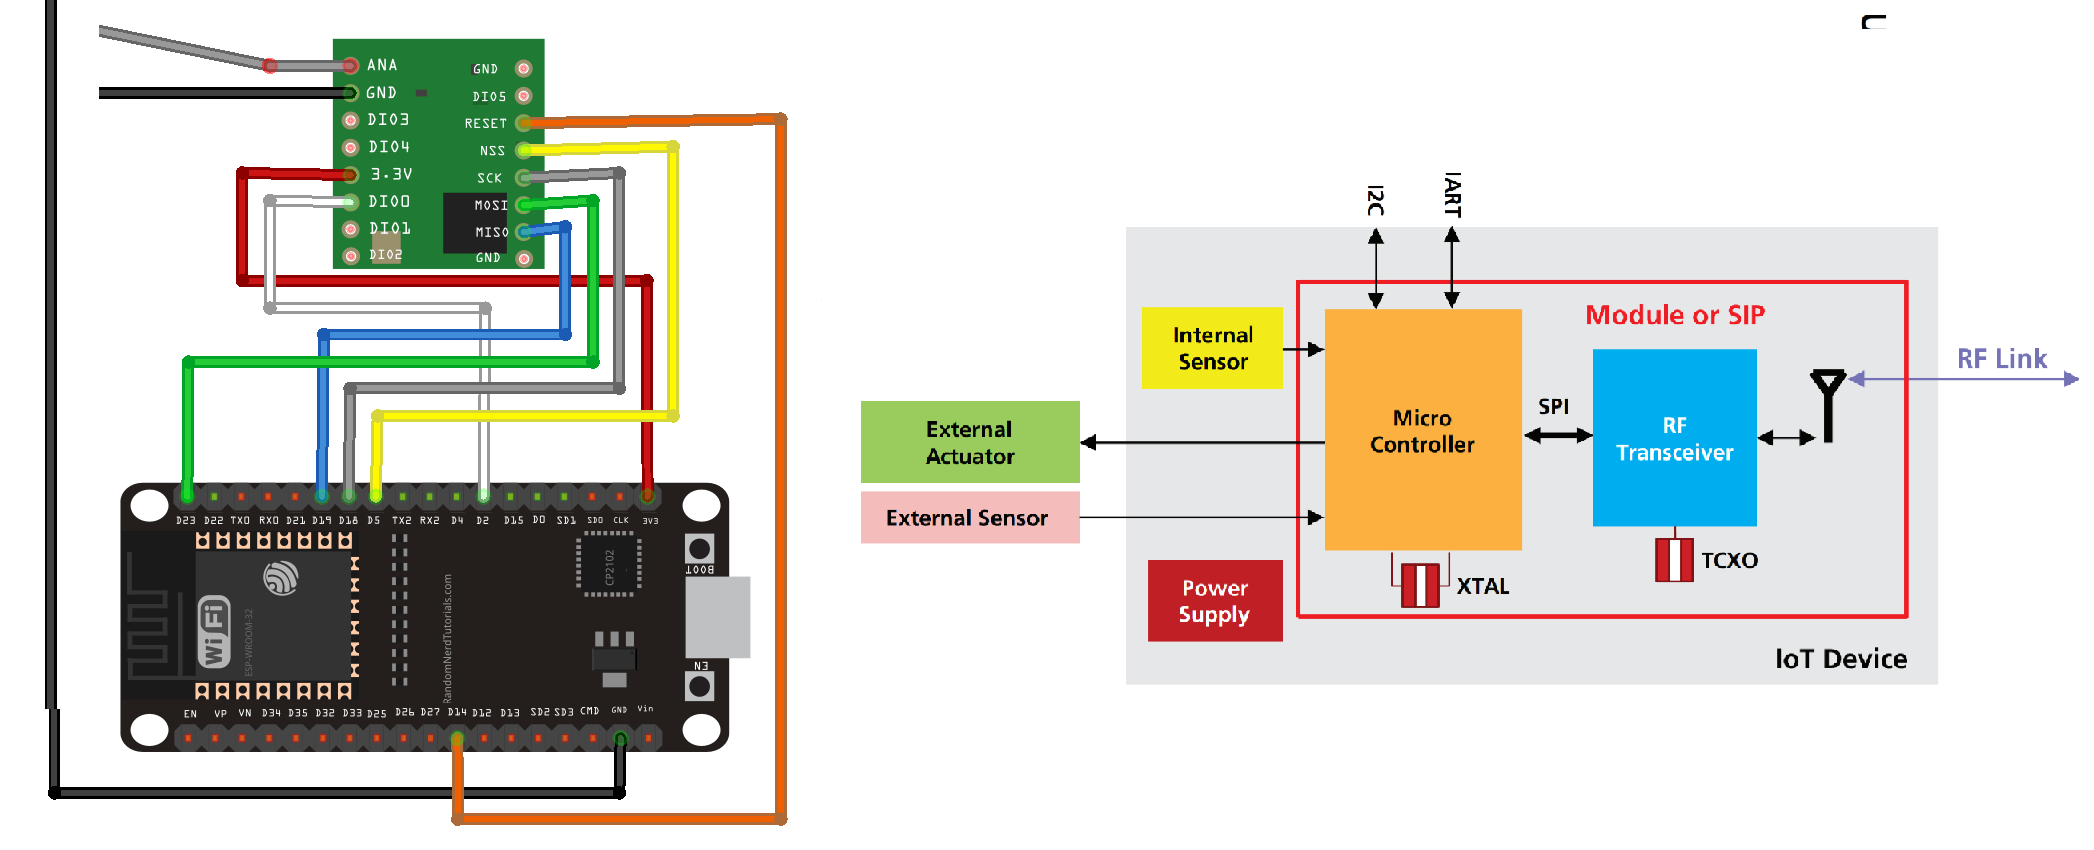 ANA
GND
DIO3
DIO4
3.3V
DIO0
DIO1
DIO2
GND
DIO5
RESET
NSS
SCK
MOSI
MISO
GND
D23 D22 TX0 RX0 D21 D19 D18 D5 TX2 RX2 D4 D2 D15 D0 SD1 SD0 CLK 3V3
WiFi
ESP-WROOM-32
RandomNerdTutorials.com
CP2102
BOOT
EN
EN VP VN D34 D35 D32 D33 D25 D26 D27 D14 D12 D13 SD2 SD3 CMD GND Vin
I2C
IART
Module or SIP
Internal
Sensor
External
Actuator
External Sensor
Power
Supply
Micro
Controller
SPI
RF
Transceiver
RF Link
XTAL
TCXO
IoT Device